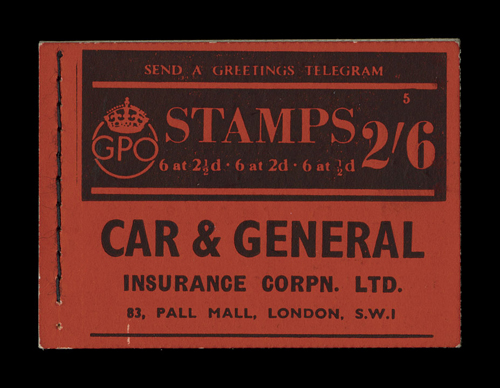 SEND A GREETINGS TELEGRAM
5
GPO
STAMPS 2/6
6 at 2½d · 6 at 2d · 6 at ½d
CAR & GENERAL
INSURANCE CORPN. LTD.
83, PALL MALL, LONDON, S.W.1